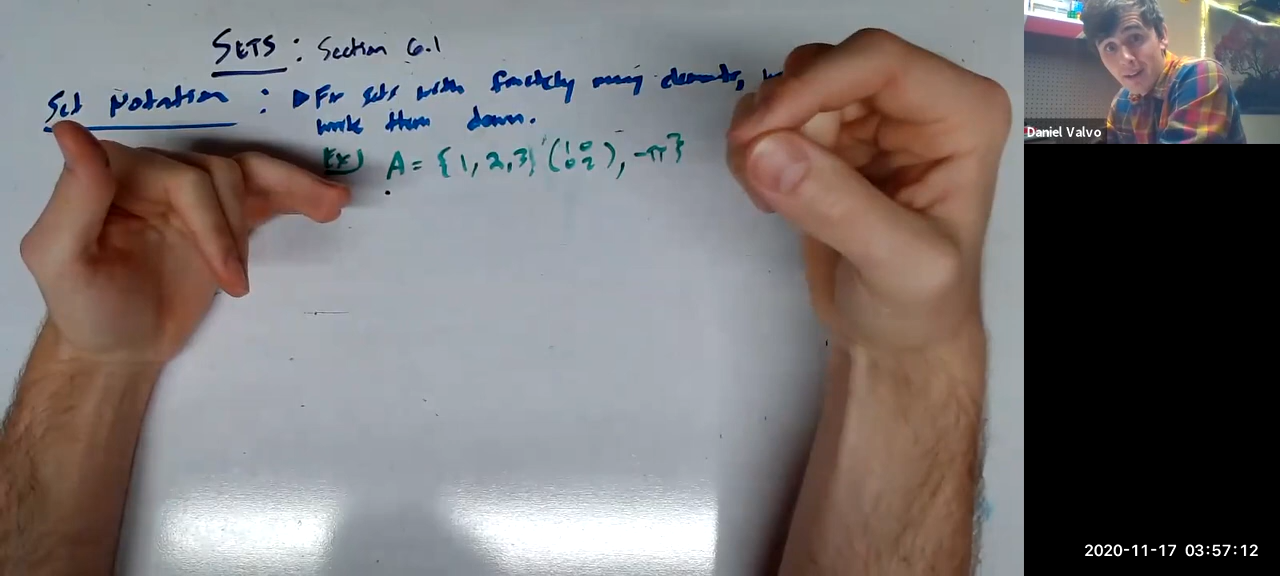 SETS: Section 6.1
Set Notation: ▶ For sets with finitely many elements,
write them down.
Ex) A = { 1, 2, 3, (1 0
0 2), -π}
Daniel Valvo
2020-11-17 03:57:12